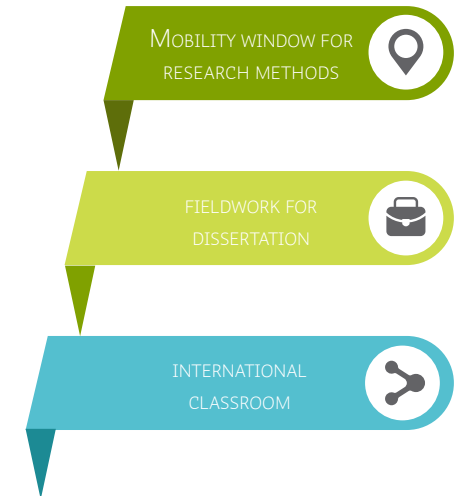 Mobility window for
research methods
fieldwork for
dissertation
international
classroom